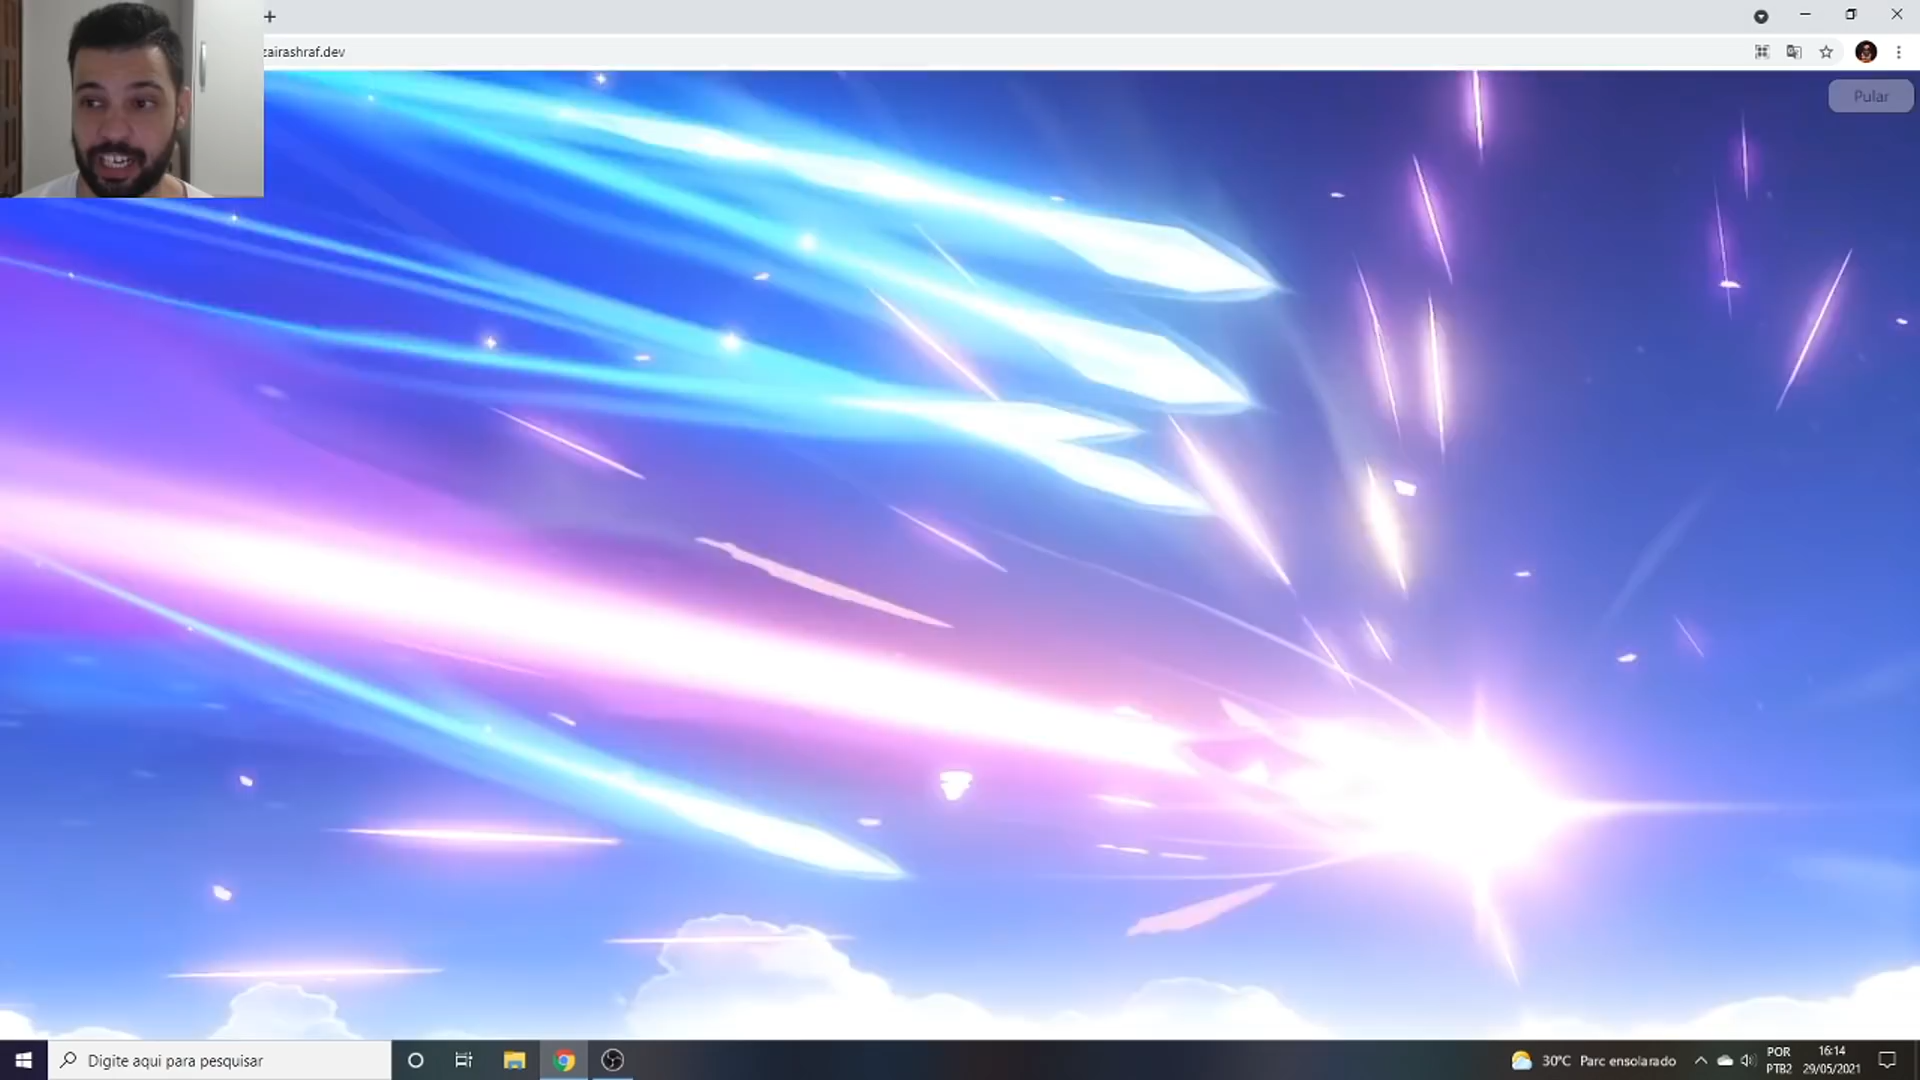 zairashraf.dev
Pular
Digite aqui para pesquisar
30°C Parc ensolarado
POR
PTB2
16:14
29/05/2021